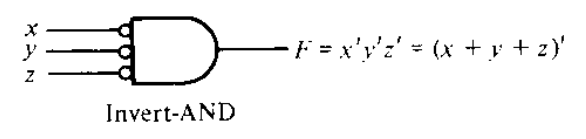 x
y
z
F = x'y'z' = (x + y + z)'
Invert-AND